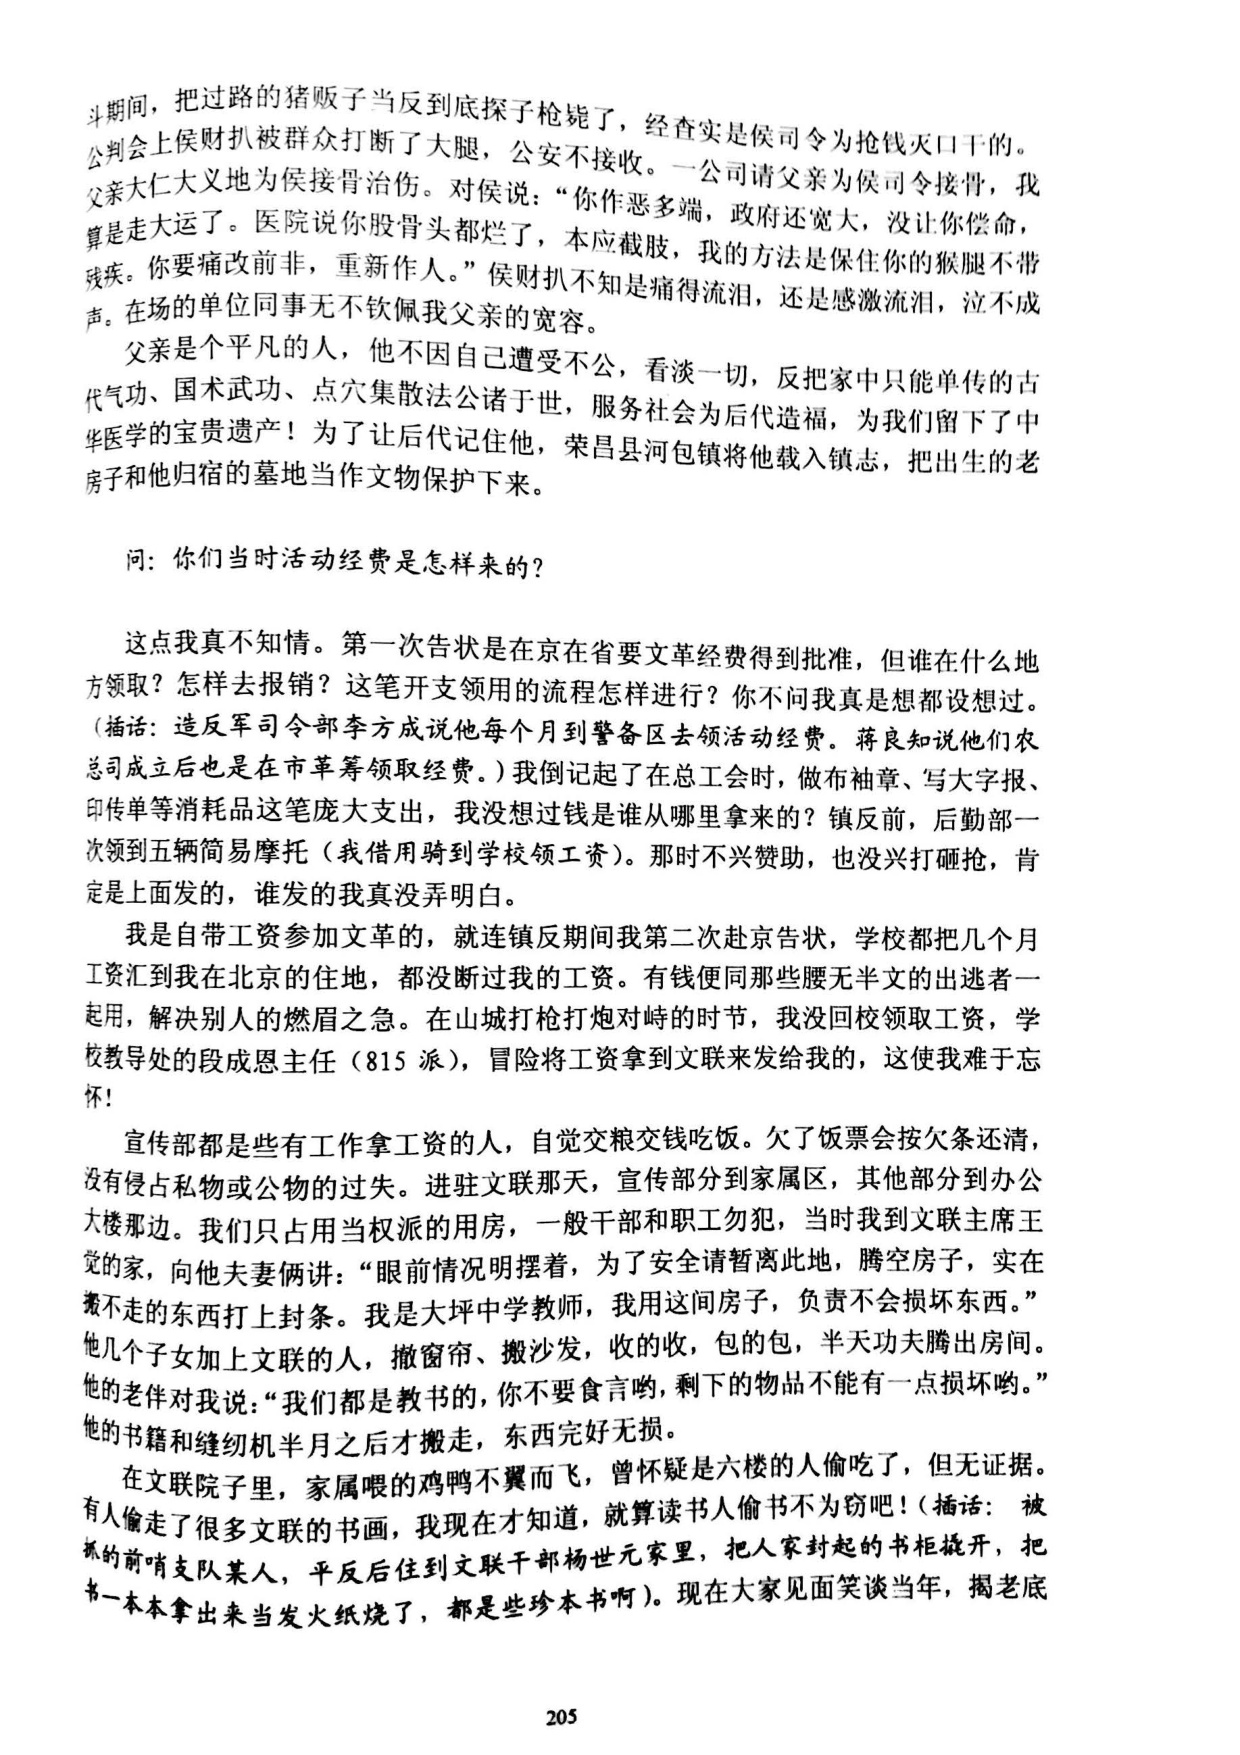 斗期间，把过路的猪贩子当反到底探子枪毙了，经查实是侯司令为抢钱灭口干的。
公判会上侯财扒被群众打断了大腿，公安不接收。一公司请父亲为侯司令接骨，我
父亲大仁大义地为侯接骨治伤。对侯说：“你作恶多端，政府还宽大，没让你偿命，
算是走大运了。医院说你股骨头都烂了，本应截肢，我的方法是保住你的猴腿不带
残疾。你要痛改前非，重新作人。”侯财扒不知是痛得流泪，还是感激流泪，泣不成
声。在场的单位同事无不钦佩我父亲的宽容。
父亲是个平凡的人，他不因自己遭受不公，看淡一切，反把家中只能单传的古
代气功、国术武功、点穴集散法公诸于世，服务社会为后代造福，为我们留下了中
华医学的宝贵遗产！为了让后代记住他，荣昌县河包镇将他载入镇志，把出生的老
房子和他归宿的墓地当作文物保护下来。
问：你们当时活动经费是怎样来的？
这点我真不知情。第一次告状是在京在省要文革经费得到批准，但谁在什么地
方领取？怎样去报销？这笔开支领用的流程怎样进行？你不问我真是想都设想过。
（插话：造反军司令部李方成说他每个月到警备区去领活动经费。蒋良知说他们农
总司成立后也是在市革筹领取经费。）我倒记起了在总工会时，做布袖章、写大字报、
印传单等消耗品这笔庞大支出，我没想过钱是谁从哪里拿来的？镇反前，后勤部一
次领到五辆简易摩托（我借用骑到学校领工资）。那时不兴赞助，也没兴打砸抢，肯
定是上面发的，谁发的我真没弄明白。
我是自带工资参加文革的，就连镇反期间我第二次赴京告状，学校都把几个月
工资汇到我在北京的住地，都没断过我的工资。有钱便同那些腰无半文的出逃者一
起用，解决别人的燃眉之急。在山城打枪打炮对峙的时节，我没回校领取工资，学
校教导处的段成恩主任（815 派），冒险将工资拿到文联来发给我的，这使我难于忘
怀！
宣传部都是些有工作拿工资的人，自觉交粮交钱吃饭。欠了饭票会按欠条还清，
没有侵占私物或公物的过失。进驻文联那天，宣传部分到家属区，其他部分到办公
大楼那边。我们只占用当权派的用房，一般干部和职工勿犯，当时我到文联主席王
觉的家，向他夫妻俩讲：“眼前情况明摆着，为了安全请暂离此地，腾空房子，实在
搬不走的东西打上封条。我是大坪中学教师，我用这间房子，负责不会损坏东西。”
他几个子女加上文联的人，撤窗帘、搬沙发，收的收，包的包，半天功夫腾出房间。
他的老伴对我说：“我们都是教书的，你不要食言哟，剩下的物品不能有一点损坏哟。”
他的书籍和缝纫机半月之后才搬走，东西完好无损。
在文联院子里，家属喂的鸡鸭不翼而飞，曾怀疑是六楼的人偷吃了，但无证据。
有人偷走了很多文联的书画，我现在才知道，就算读书人偷书不为窃吧！（插话： 被
抓的前哨支队某人，平反后住到文联干部杨世元家里，把人家封起的书柜撬开，把
书一本本拿出来当发火纸烧了，都是些珍本书啊）。现在大家见面笑谈当年，揭老底
205